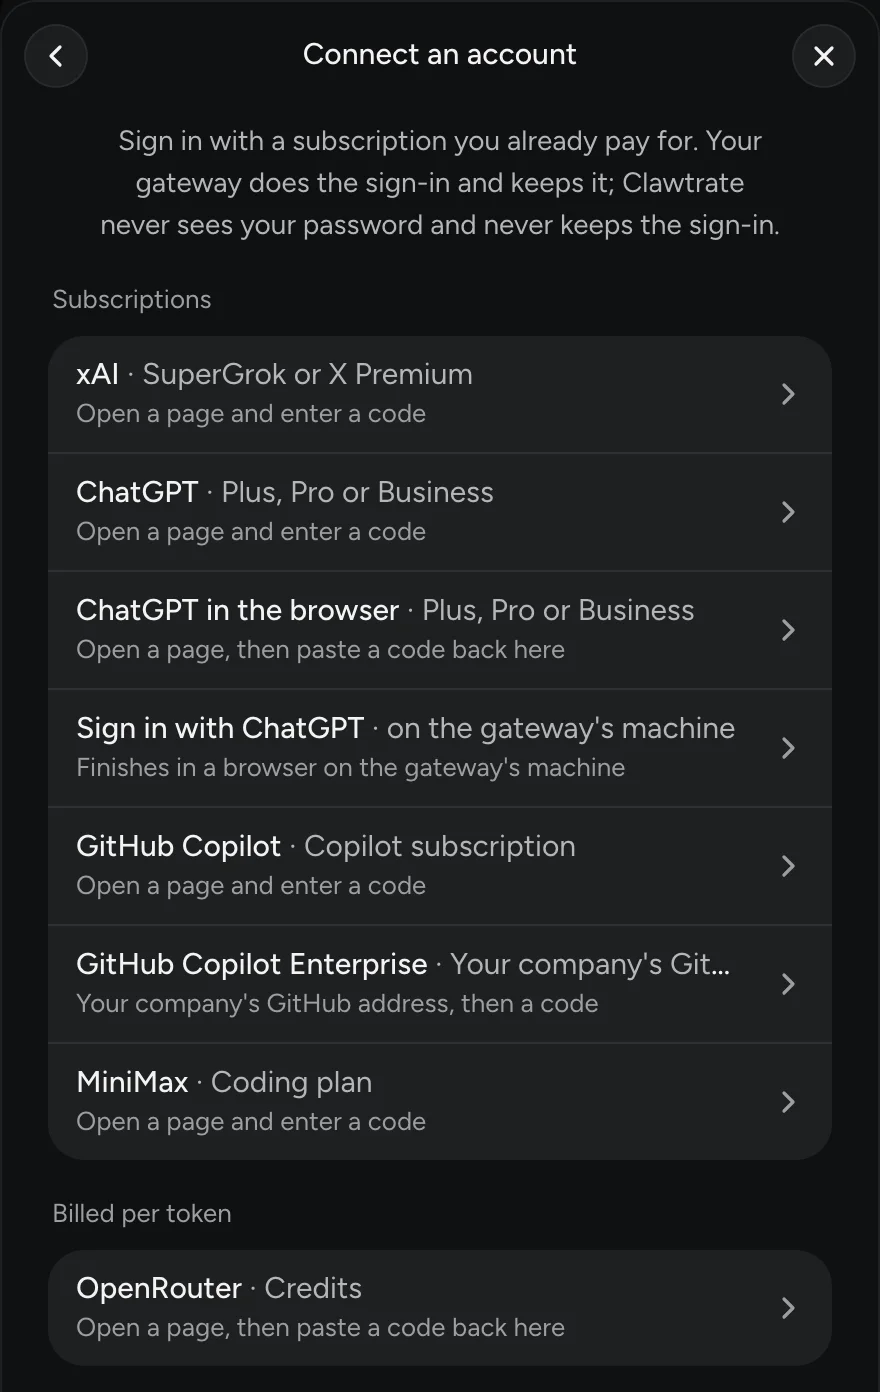 Connect an account
Sign in with a subscription you already pay for. Your
gateway does the sign-in and keeps it; Clawtrate
never sees your password and never keeps the sign-in.
Subscriptions
xAI · SuperGrok or X Premium
Open a page and enter a code
ChatGPT · Plus, Pro or Business
Open a page and enter a code
ChatGPT in the browser · Plus, Pro or Business
Open a page, then paste a code back here
Sign in with ChatGPT · on the gateway's machine
Finishes in a browser on the gateway's machine
GitHub Copilot · Copilot subscription
Open a page and enter a code
GitHub Copilot Enterprise · Your company's Git...
Your company's GitHub address, then a code
MiniMax · Coding plan
Open a page and enter a code
Billed per token
OpenRouter · Credits
Open a page, then paste a code back here